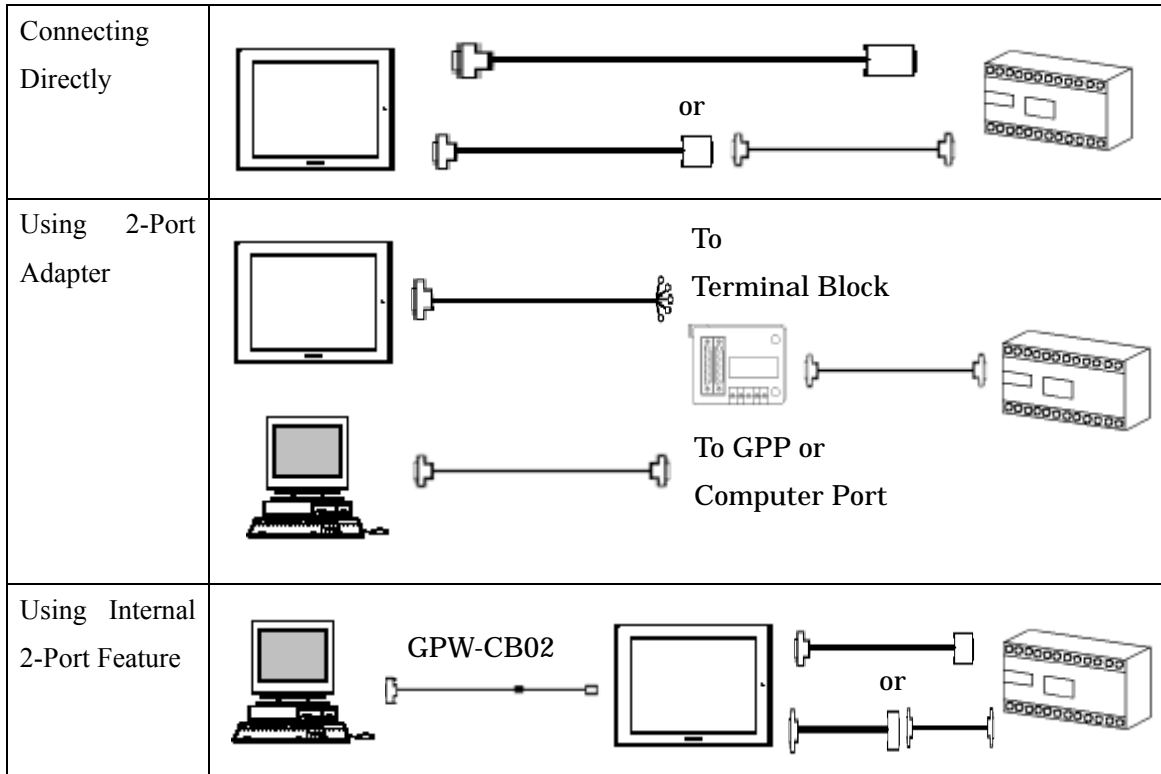 Connecting
Directly
or
Using 2-Port
Adapter
To
Terminal Block
To GPP or
Computer Port
Using Internal
2-Port Feature
GPW-CB02
or